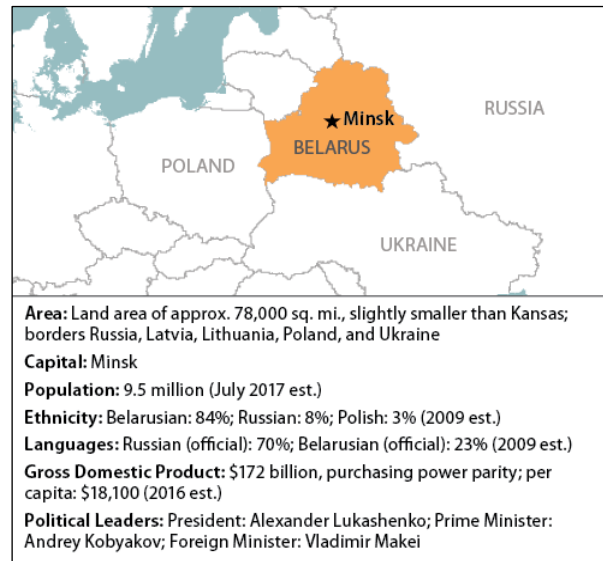 RUSSIA
Minsk
BELARUS
POLAND
UKRAINE
Area: Land area of approx. 78,000 sq. mi., slightly smaller than Kansas;
borders Russia, Latvia, Lithuania, Poland, and Ukraine
Capital: Minsk
Population: 9.5 million (July 2017 est.)
Ethnicity: Belarusian: 84%; Russian: 8%; Polish: 3% (2009 est.)
Languages: Russian (official): 70%; Belarusian (official): 23% (2009 est.)
Gross Domestic Product: $172 billion, purchasing power parity; per
capita: $18,100 (2016 est.)
Political Leaders: President: Alexander Lukashenko; Prime Minister:
Andrey Kobyakov; Foreign Minister: Vladimir Makei